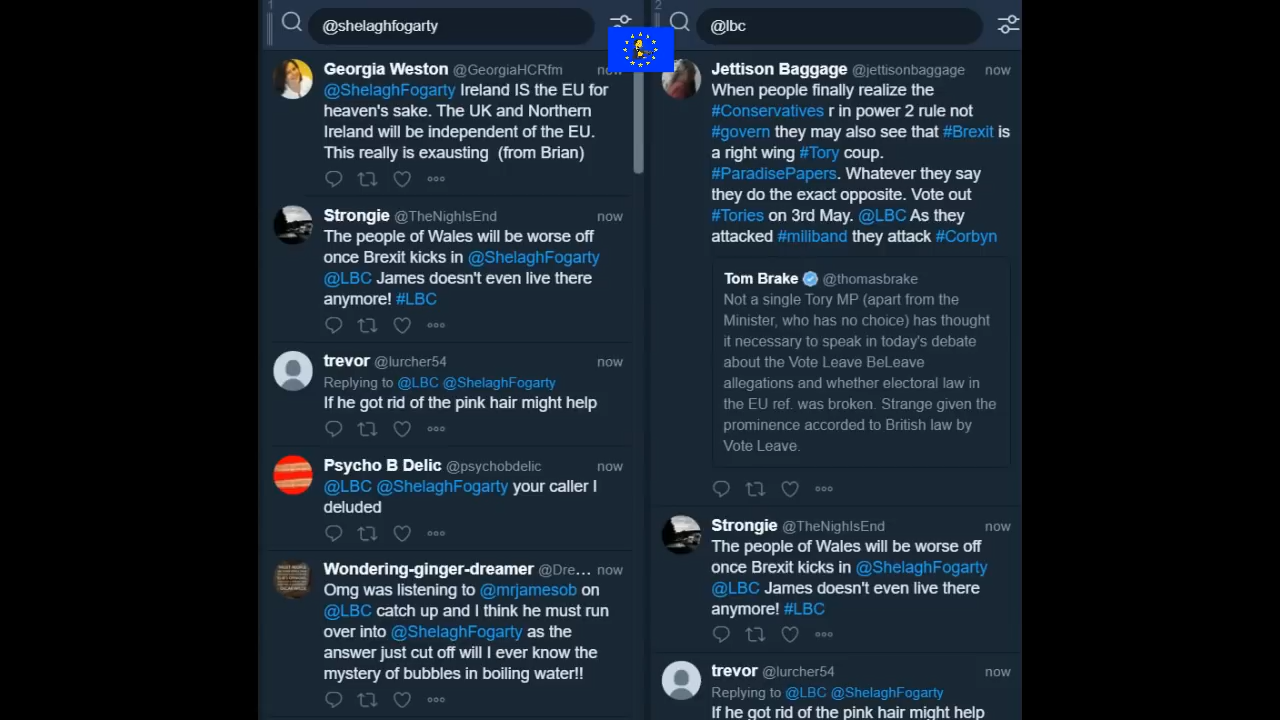 1
@shelaghfogarty
Georgia Weston @GeorgiaHCRfm now
@ShelaghFogarty Ireland IS the EU for
heaven's sake. The UK and Northern
Ireland will be independent of the EU.
This really is exausting (from Brian)
Strongie @TheNighIsEnd now
The people of Wales will be worse off
once Brexit kicks in @ShelaghFogarty
@LBC James doesn't even live there
anymore! #LBC
trevor @lurcher54 now
Replying to @LBC @ShelaghFogarty
If he got rid of the pink hair might help
Psycho B Delic @psychobdelic now
@LBC @ShelaghFogarty your caller I
deluded
Wondering-ginger-dreamer @Dre... now
Omg was listening to @mrjamesob on
@LBC catch up and I think he must run
over into @ShelaghFogarty as the
answer just cut off will I ever know the
mystery of bubbles in boiling water!!
2
@lbc
Jettison Baggage @jettisonbaggage now
When people finally realize the
#Conservatives r in power 2 rule not
#govern they may also see that #Brexit is
a right wing #Tory coup.
#ParadisePapers. Whatever they say
they do the exact opposite. Vote out
#Tories on 3rd May. @LBC As they
attacked #miliband they attack #Corbyn
Tom Brake @thomasbrake
Not a single Tory MP (apart from the
Minister, who has no choice) has thought
it necessary to speak in today's debate
about the Vote Leave BeLeave
allegations and whether electoral law in
the EU ref. was broken. Strange given the
prominence accorded to British law by
Vote Leave.
Strongie @TheNighIsEnd now
The people of Wales will be worse off
once Brexit kicks in @ShelaghFogarty
@LBC James doesn't even live there
anymore! #LBC
trevor @lurcher54 now
Replying to @LBC @ShelaghFogarty
If he got rid of the pink hair might help